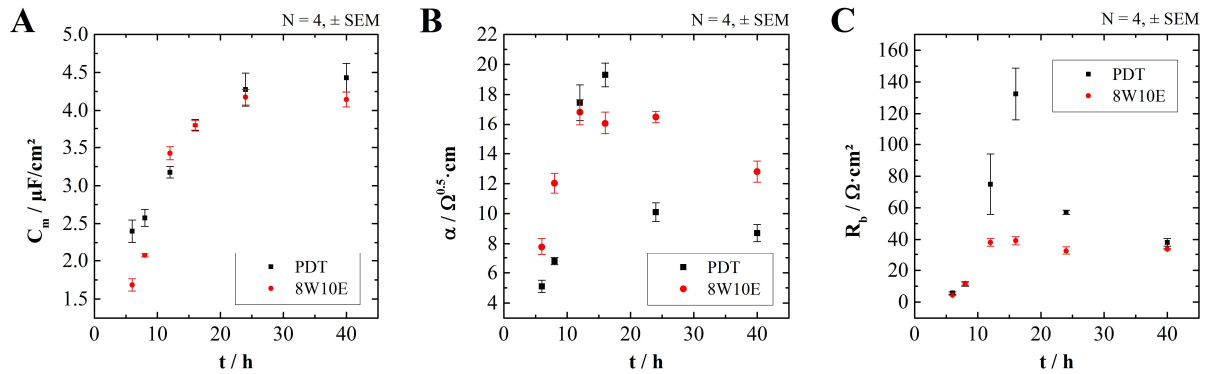 A
N = 4, ± SEM
5.0
4.5
4.0
3.5
3.0
2.5
2.0
1.5
C_m / µF/cm²
PDT
8W10E
0 10 20 30 40
t / h
B
N = 4, ± SEM
22
20
18
16
14
12
10
8
6
4
α / Ω^0.5·cm
PDT
8W10E
0 10 20 30 40
t / h
C
N = 4, ± SEM
160
140
120
100
80
60
40
20
0
R_b / Ω·cm²
PDT
8W10E
0 10 20 30 40
t / h